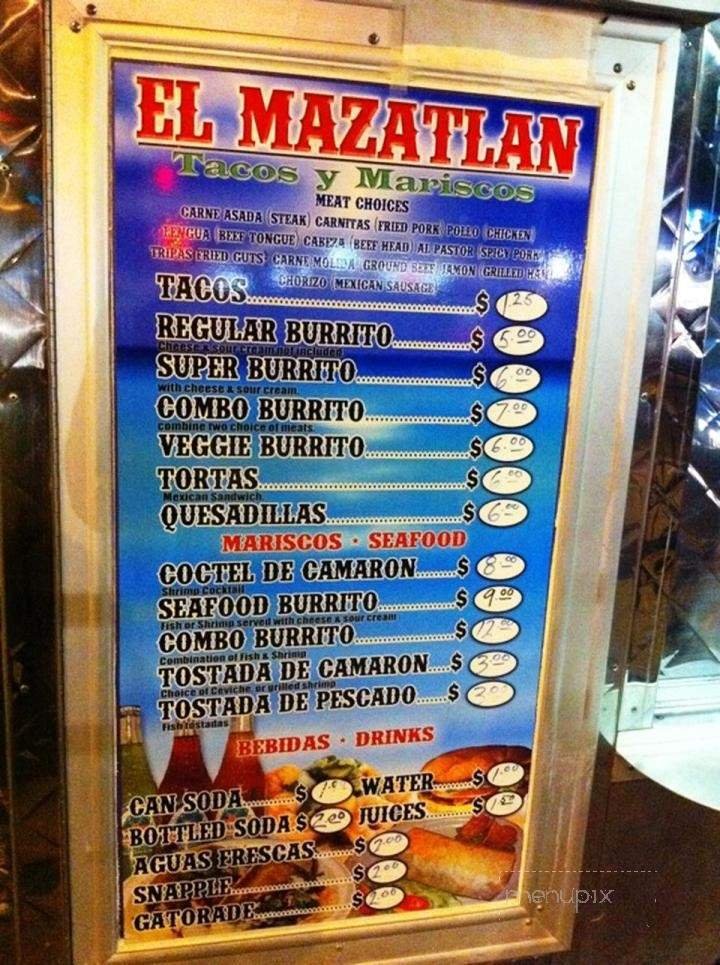 EL MAZATLAN
Tacos y Mariscos
MEAT CHOICES
CARNE ASADA (STEAK) CARNITAS (FRIED PORK) POLLO (CHICKEN)
LENGUA (BEEF TONGUE) CABEZA (BEEF HEAD) AL PASTOR (SPICY PORK)
TRIPAS FRIED GUTS) CARNE MOLIDA (GROUND BEEF JAMON (GRILLED
CHORIZO (MEXICAN SAUSAGE)
TACOS $ 1.25
REGULAR BURRITO $ 5.00
Cheese & sour cream not included
SUPER BURRITO $ 6.00
with cheese & sour cream.
COMBO BURRITO $ 7.00
combine two choice of meats.
VEGGIE BURRITO $ 6.00
TORTAS $ 6.00
Mexican Sandwich
QUESADILLAS $ 6.00
MARISCOS · SEAFOOD
COCTEL DE CAMARON $ 8.00
Shrimp Cocktail
SEAFOOD BURRITO $ 9.00
Fish or Shrimp served with cheese & sour cream
COMBO BURRITO $ 12.00
Combination of Fish & Shrimp
TOSTADA DE CAMARON $ 3.00
Choice of Ceviche, or grilled shrimp
TOSTADA DE PESCADO $ 3.00
Fish tostadas
BEBIDAS · DRINKS
CAN SODA $ 1.00 WATER $ 1.00
BOTTLED SODA $ 2.00 JUICES $
AGUAS FRESCAS $ 2.00
SNAPPLE $ 2.00
GATORADE $ 2.00
menupix